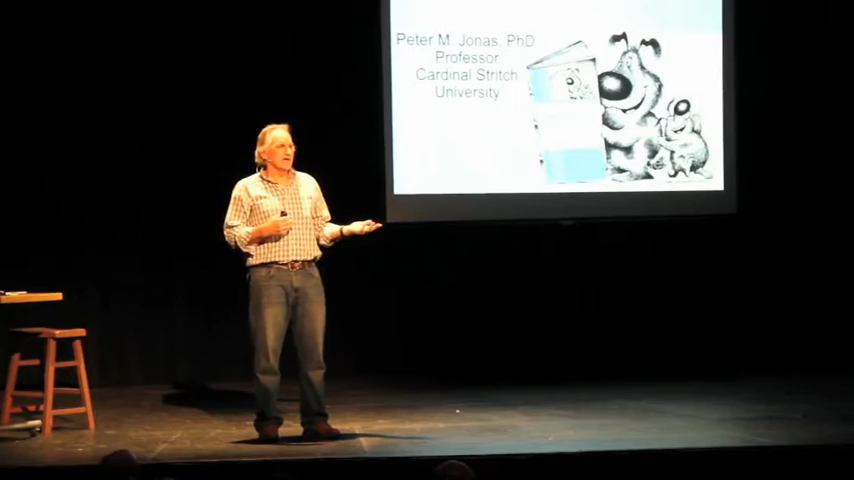 Peter M. Jonas, PhD
Professor
Cardinal Stritch
University